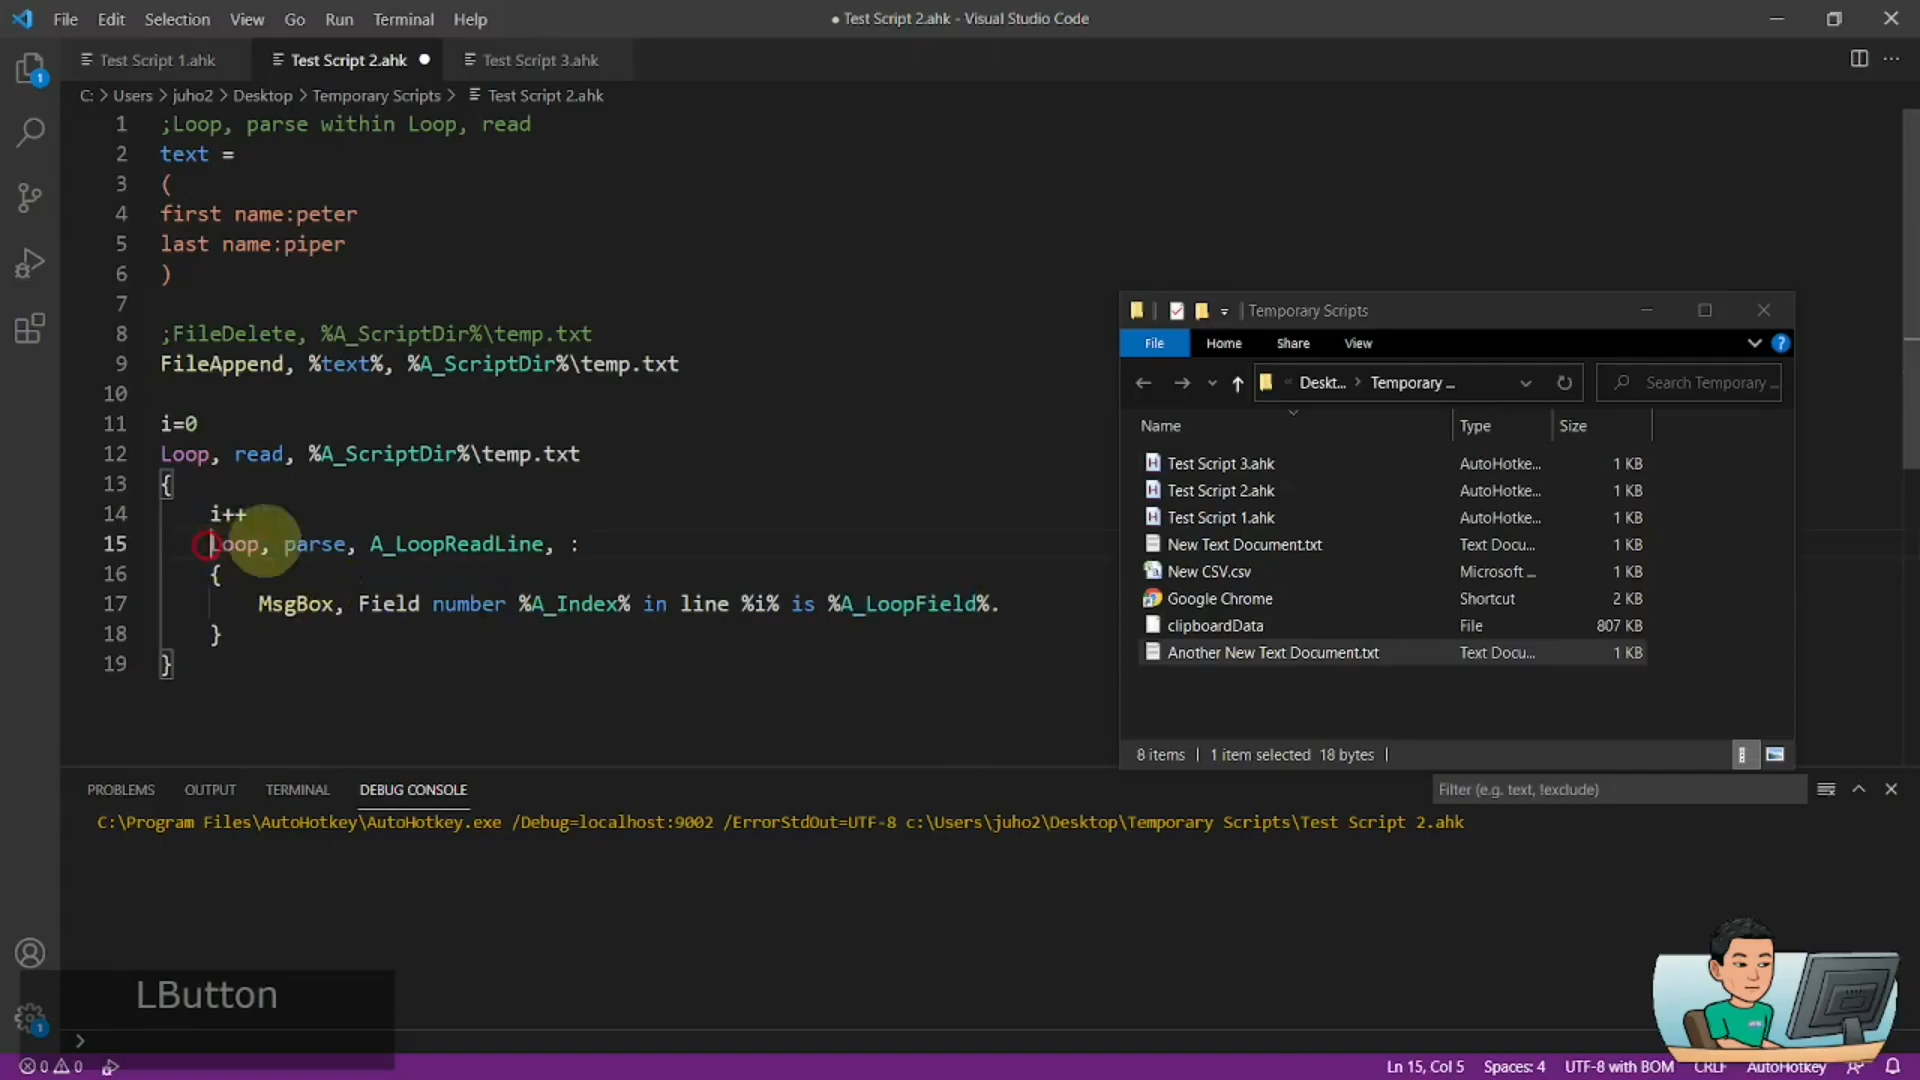 File Edit Selection View Go Run Terminal Help
● Test Script 2.ahk - Visual Studio Code
Test Script 1.ahk
Test Script 2.ahk ●
Test Script 3.ahk
C: > Users > juho2 > Desktop > Temporary Scripts > Test Script 2.ahk
1 ;Loop, parse within Loop, read
2 text =
3 (
4 first name:peter
5 last name:piper
6 )
7
8 ;FileDelete, %A_ScriptDir%\temp.txt
9 FileAppend, %text%, %A_ScriptDir%\temp.txt
10
11 i=0
12 Loop, read, %A_ScriptDir%\temp.txt
13 {
14 i++
15 Loop, parse, A_LoopReadLine, :
16 {
17 MsgBox, Field number %A_Index% in line %i% is %A_LoopField%.
18 }
19 }
Temporary Scripts
File Home Share View
« Deskt... > Temporary ...
Search Temporary ...
Name Type Size
Test Script 3.ahk AutoHotke... 1 KB
Test Script 2.ahk AutoHotke... 1 KB
Test Script 1.ahk AutoHotke... 1 KB
New Text Document.txt Text Docu... 1 KB
New CSV.csv Microsoft ... 1 KB
Google Chrome Shortcut 2 KB
clipboardData File 807 KB
Another New Text Document.txt Text Docu... 1 KB
8 items | 1 item selected 18 bytes |
PROBLEMS OUTPUT TERMINAL DEBUG CONSOLE
Filter (e.g. text, !exclude)
C:\Program Files\AutoHotkey\AutoHotkey.exe /Debug=localhost:9002 /ErrorStdOut=UTF-8 c:\Users\juho2\Desktop\Temporary Scripts\Test Script 2.ahk
LButton
1
1
0 0
Ln 15, Col 5 Spaces: 4 UTF-8 with BOM CRLF AutoHotkey